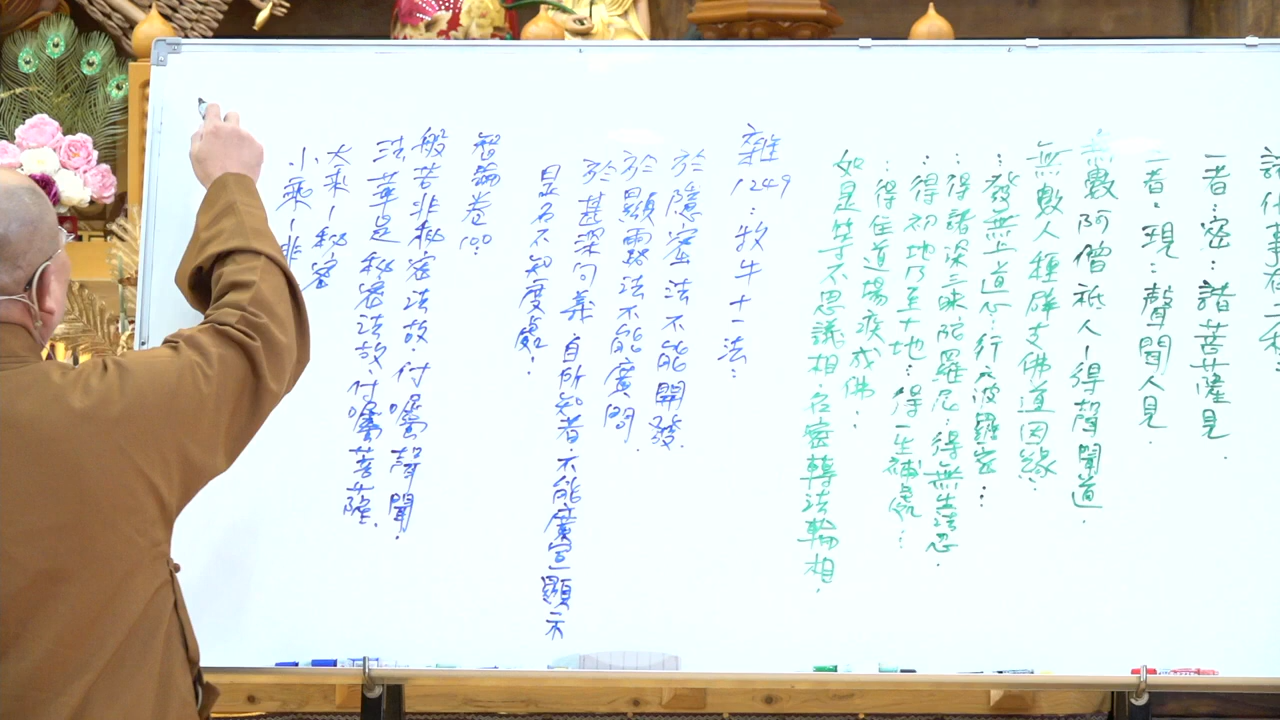 諸仏事有二種：
一者：密：諸菩薩見
二者：現：聲聞人見．
無數阿僧祇人-得聲聞道．
無數人種辟支佛道因緣：
：發無上道心：行六波羅密：
：得諸深三昧陀羅尼：得無生法忍．
：得初地乃至十地：得一生補處：
：得住道場疾成佛．
如是等不思議相．名密轉法輪相．
雜1249：牧牛十一法：
於隱密法不能開發．
於顯露法不能廣問．
於甚深句義．自所知者．不能廣宣顯示
是名不知度處．
智論卷100：
般若非秘密法故．付囑聲聞．
法華是秘密法故．付囑菩薩．
大乘-秘密
小乘-非